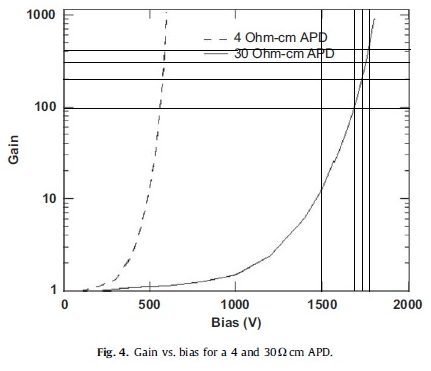 1000
4 Ohm-cm APD
30 Ohm-cm APD
100
Gain
10
1
0 500 1000 1500 2000
Bias (V)
Fig. 4. Gain vs. bias for a 4 and 30 Ω cm APD.